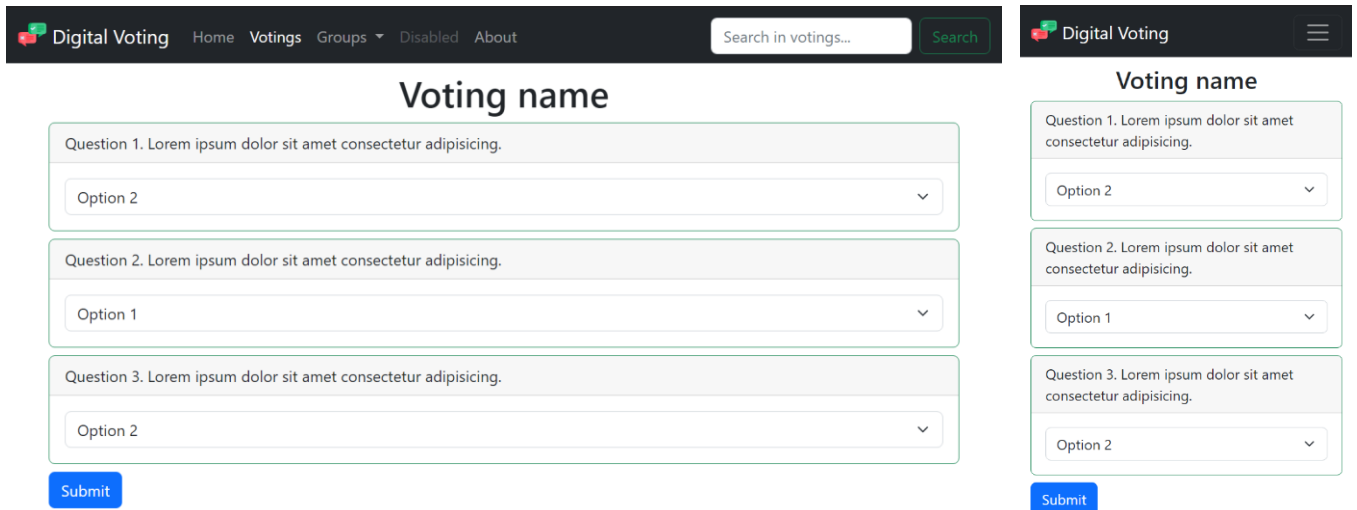 Digital Voting Home Votings Groups Disabled About Search in votings... Search
Voting name
Question 1. Lorem ipsum dolor sit amet consectetur adipisicing.
Option 2
Question 2. Lorem ipsum dolor sit amet consectetur adipisicing.
Option 1
Question 3. Lorem ipsum dolor sit amet consectetur adipisicing.
Option 2
Submit
Digital Voting
Voting name
Question 1. Lorem ipsum dolor sit amet
consectetur adipisicing.
Option 2
Question 2. Lorem ipsum dolor sit amet
consectetur adipisicing.
Option 1
Question 3. Lorem ipsum dolor sit amet
consectetur adipisicing.
Option 2
Submit